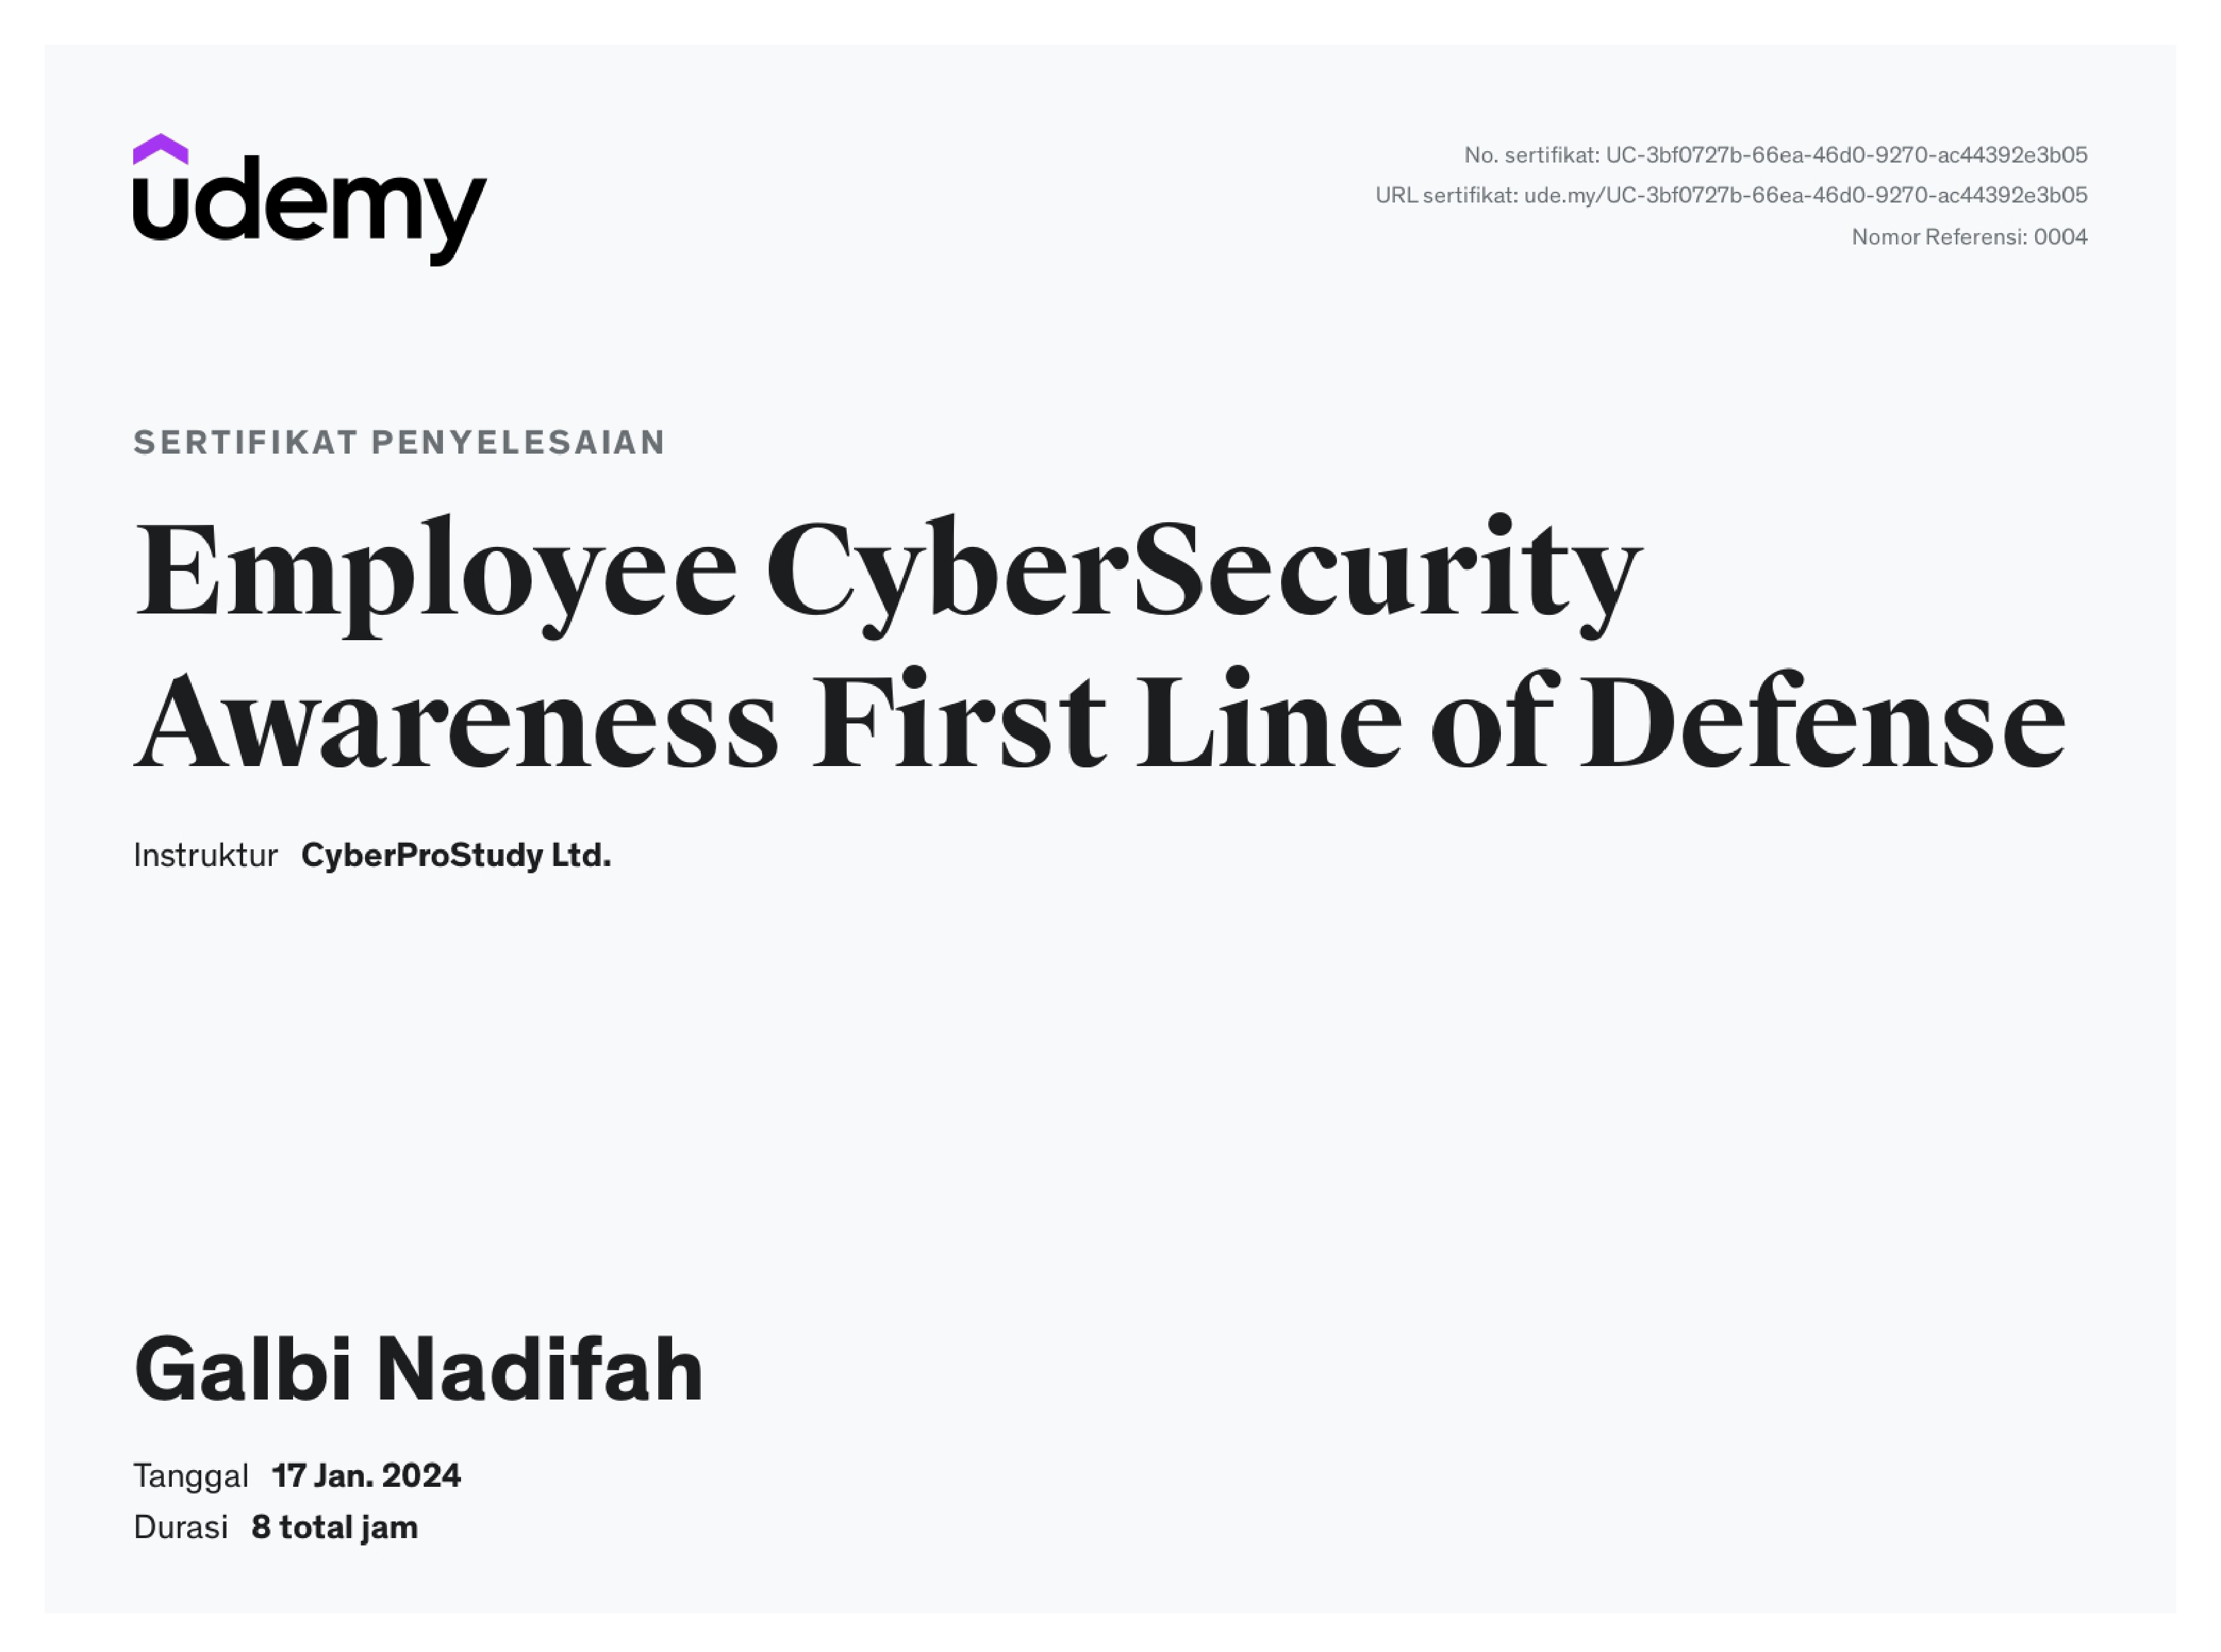 udemy
No. sertifikat: UC-3bf0727b-66ea-46d0-9270-ac44392e3b05
URL sertifikat: ude.my/UC-3bf0727b-66ea-46d0-9270-ac44392e3b05
Nomor Referensi: 0004
SERTIFIKAT PENYELESAIAN
Employee CyberSecurity
Awareness First Line of Defense
Instruktur CyberProStudy Ltd.
Galbi Nadifah
Tanggal 17 Jan. 2024
Durasi 8 total jam